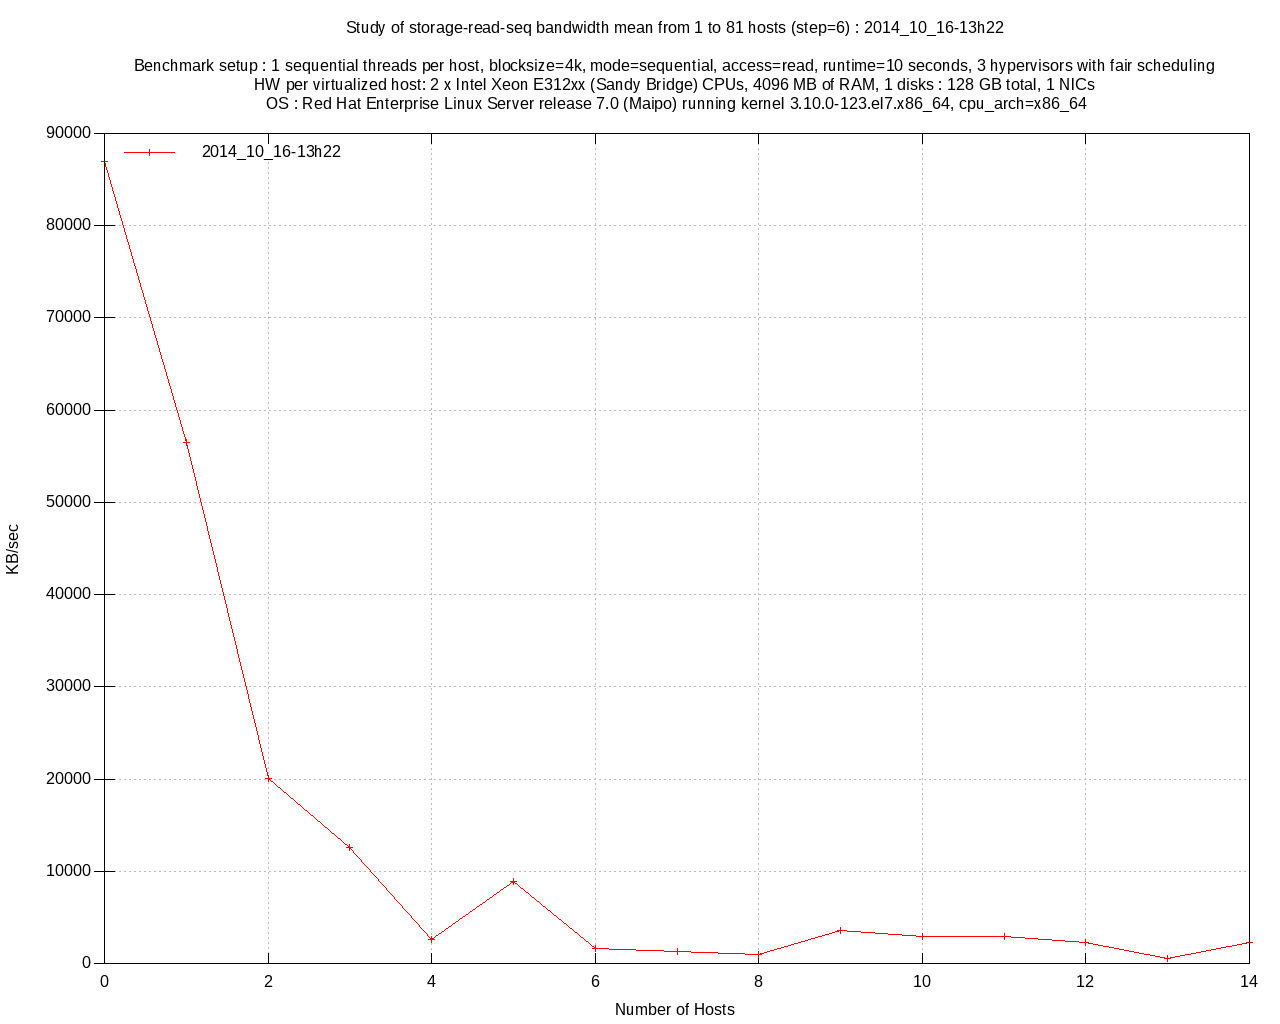 Study of storage-read-seq bandwidth mean from 1 to 81 hosts (step=6) : 2014_10_16-13h22
Benchmark setup : 1 sequential threads per host, blocksize=4k, mode=sequential, access=read, runtime=10 seconds, 3 hypervisors with fair scheduling
HW per virtualized host: 2 x Intel Xeon E312xx (Sandy Bridge) CPUs, 4096 MB of RAM, 1 disks : 128 GB total, 1 NICs
OS : Red Hat Enterprise Linux Server release 7.0 (Maipo) running kernel 3.10.0-123.el7.x86_64, cpu_arch=x86_64
90000
2014_10_16-13h22
80000
70000
60000
50000
KB/sec
40000
30000
20000
10000
0
0 2 4 6 8 10 12 14
Number of Hosts